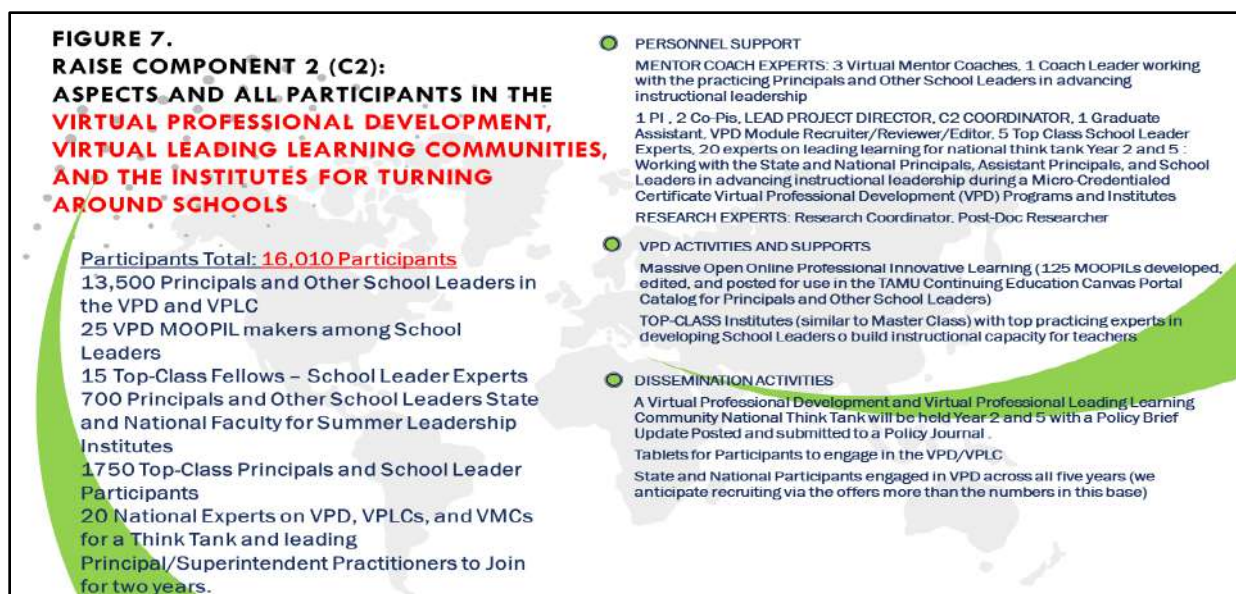 FIGURE 7.
RAISE COMPONENT 2 (C2):
ASPECTS AND ALL PARTICIPANTS IN THE
VIRTUAL PROFESSIONAL DEVELOPMENT,
VIRTUAL LEADING LEARNING COMMUNITIES,
AND THE INSTITUTES FOR TURNING
AROUND SCHOOLS
Participants Total: 16,010 Participants
13,500 Principals and Other School Leaders in
the VPD and VPLC
25 VPD MOOPIL makers among School
Leaders
15 Top-Class Fellows – School Leader Experts
700 Principals and Other School Leaders State
and National Faculty for Summer Leadership
Institutes
1750 Top-Class Principals and School Leader
Participants
20 National Experts on VPD, VPLCs, and VMCs
for a Think Tank and leading
Principal/Superintendent Practitioners to Join
for two years.
PERSONNEL SUPPORT
MENTOR COACH EXPERTS: 3 Virtual Mentor Coaches, 1 Coach Leader working
with the practicing Principals and Other School Leaders in advancing
instructional leadership
1 PI , 2 Co-Pis, LEAD PROJECT DIRECTOR, C2 COORDINATOR, 1 Graduate
Assistant, VPD Module Recruiter/Reviewer/Editor, 5 Top Class School Leader
Experts, 20 experts on leading learning for national think tank Year 2 and 5 :
Working with the State and National Principals, Assistant Principals, and School
Leaders in advancing instructional leadership during a Micro-Credentialed
Certificate Virtual Professional Development (VPD) Programs and Institutes
RESEARCH EXPERTS: Research Coordinator, Post-Doc Researcher
VPD ACTIVITIES AND SUPPORTS
Massive Open Online Professional Innovative Learning (125 MOOPILs developed,
edited, and posted for use in the TAMU Continuing Education Canvas Portal
Catalog for Principals and Other School Leaders)
TOP-CLASS Institutes (similar to Master Class) with top practicing experts in
developing School Leaders o build instructional capacity for teachers
DISSEMINATION ACTIVITIES
A Virtual Professional Development and Virtual Professional Leading Learning
Community National Think Tank will be held Year 2 and 5 with a Policy Brief
Update Posted and submitted to a Policy Journal .
Tablets for Participants to engage in the VPD/VPLC
State and National Participants engaged in VPD across all five years (we
anticipate recruiting via the offers more than the numbers in this base)